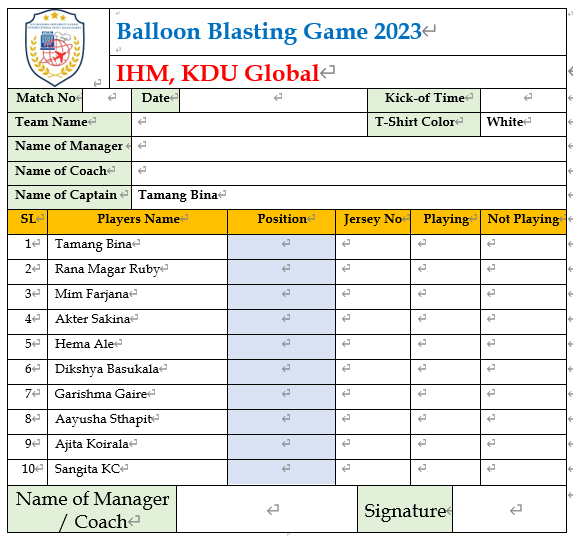 Balloon Blasting Game 2023
IHM, KDU Global
Match No Date Kick-of Time
Team Name T-Shirt Color White
Name of Manager
Name of Coach
Name of Captain Tamang Bina
SL Players Name Position Jersey No Playing Not Playing
1 Tamang Bina
2 Rana Magar Ruby
3 Mim Farjana
4 Akter Sakina
5 Hema Ale
6 Dikshya Basukala
7 Garishma Gaire
8 Aayusha Sthapit
9 Ajita Koirala
10 Sangita KC
Name of Manager
/ Coach Signature